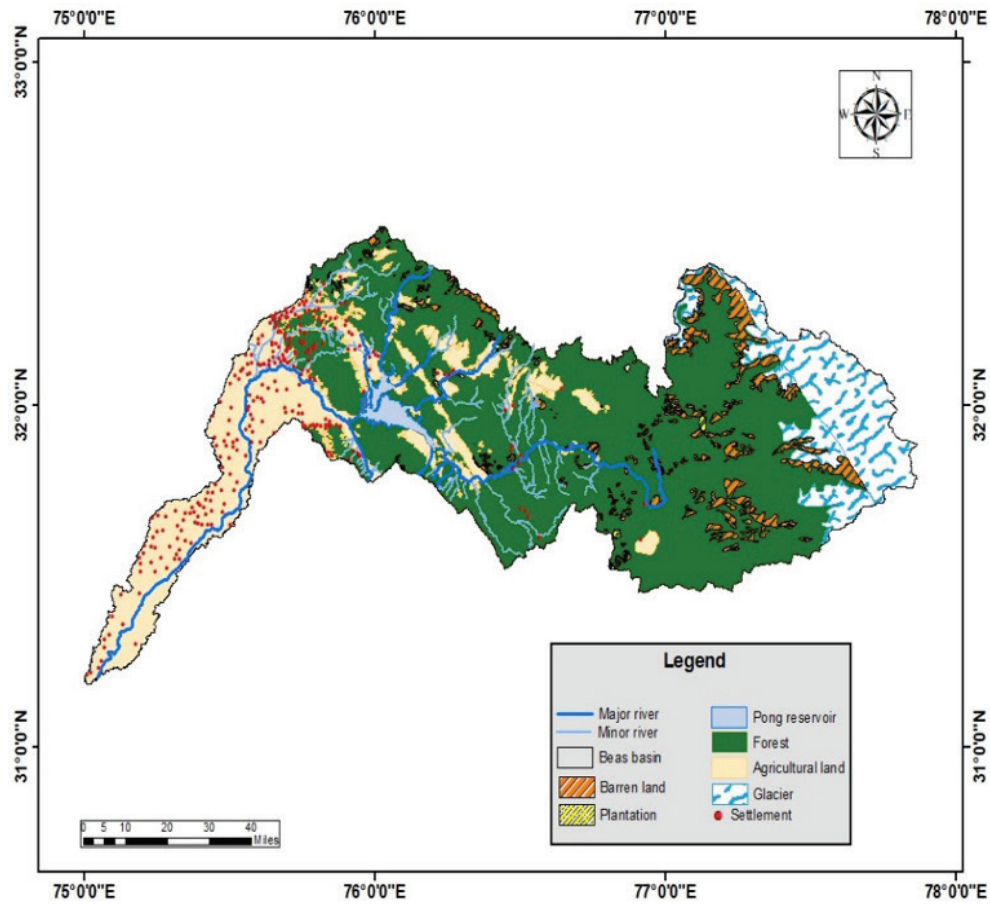 75°0'0"E 76°0'0"E 77°0'0"E 78°0'0"E
33°0'0"N
33°0'0"N
N
W E
S
32°0'0"N
32°0'0"N
31°0'0"N
31°0'0"N
Legend
Major river
Minor river
Beas basin
Barren land
Plantation
Pong reservoir
Forest
Agricultural land
Glacier
Settlement
0 5 10 20 30 40
Miles
75°0'0"E 76°0'0"E 77°0'0"E 78°0'0"E